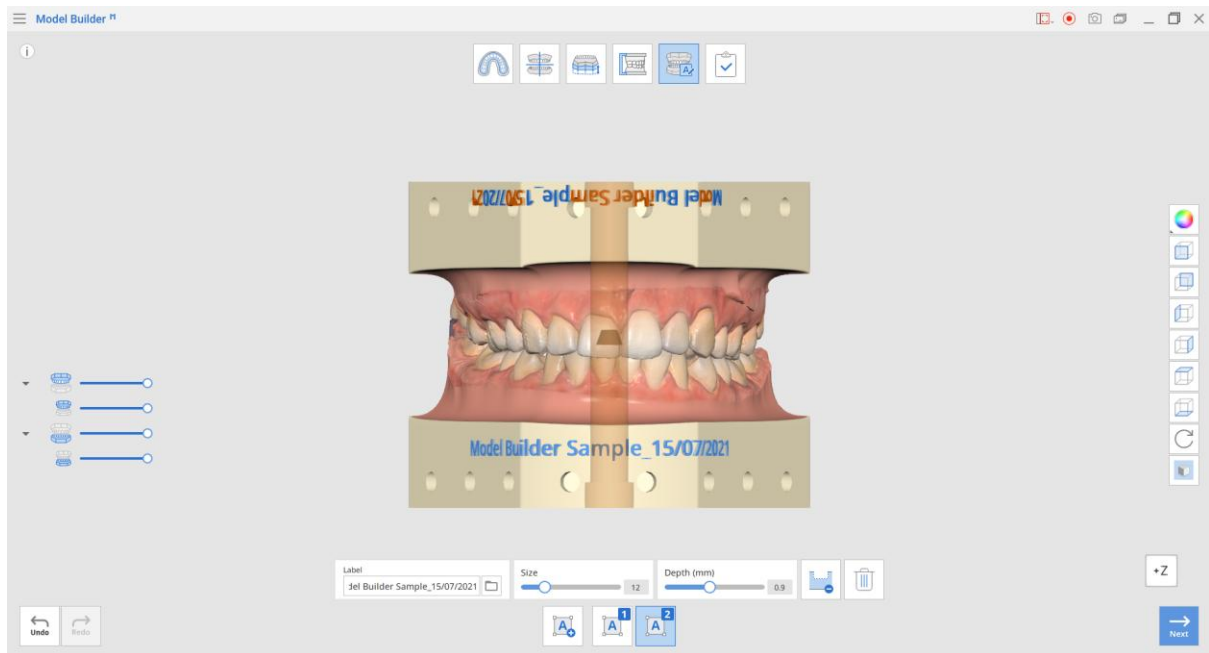 Model Builder
Model Builder Sample_15/07/2021
Model Builder Sample_15/07/2021
Label
del Builder Sample_15/07/2021
Size
12
Depth (mm)
0.9
+Z
Undo
Redo
A
A 1
A 2
Next